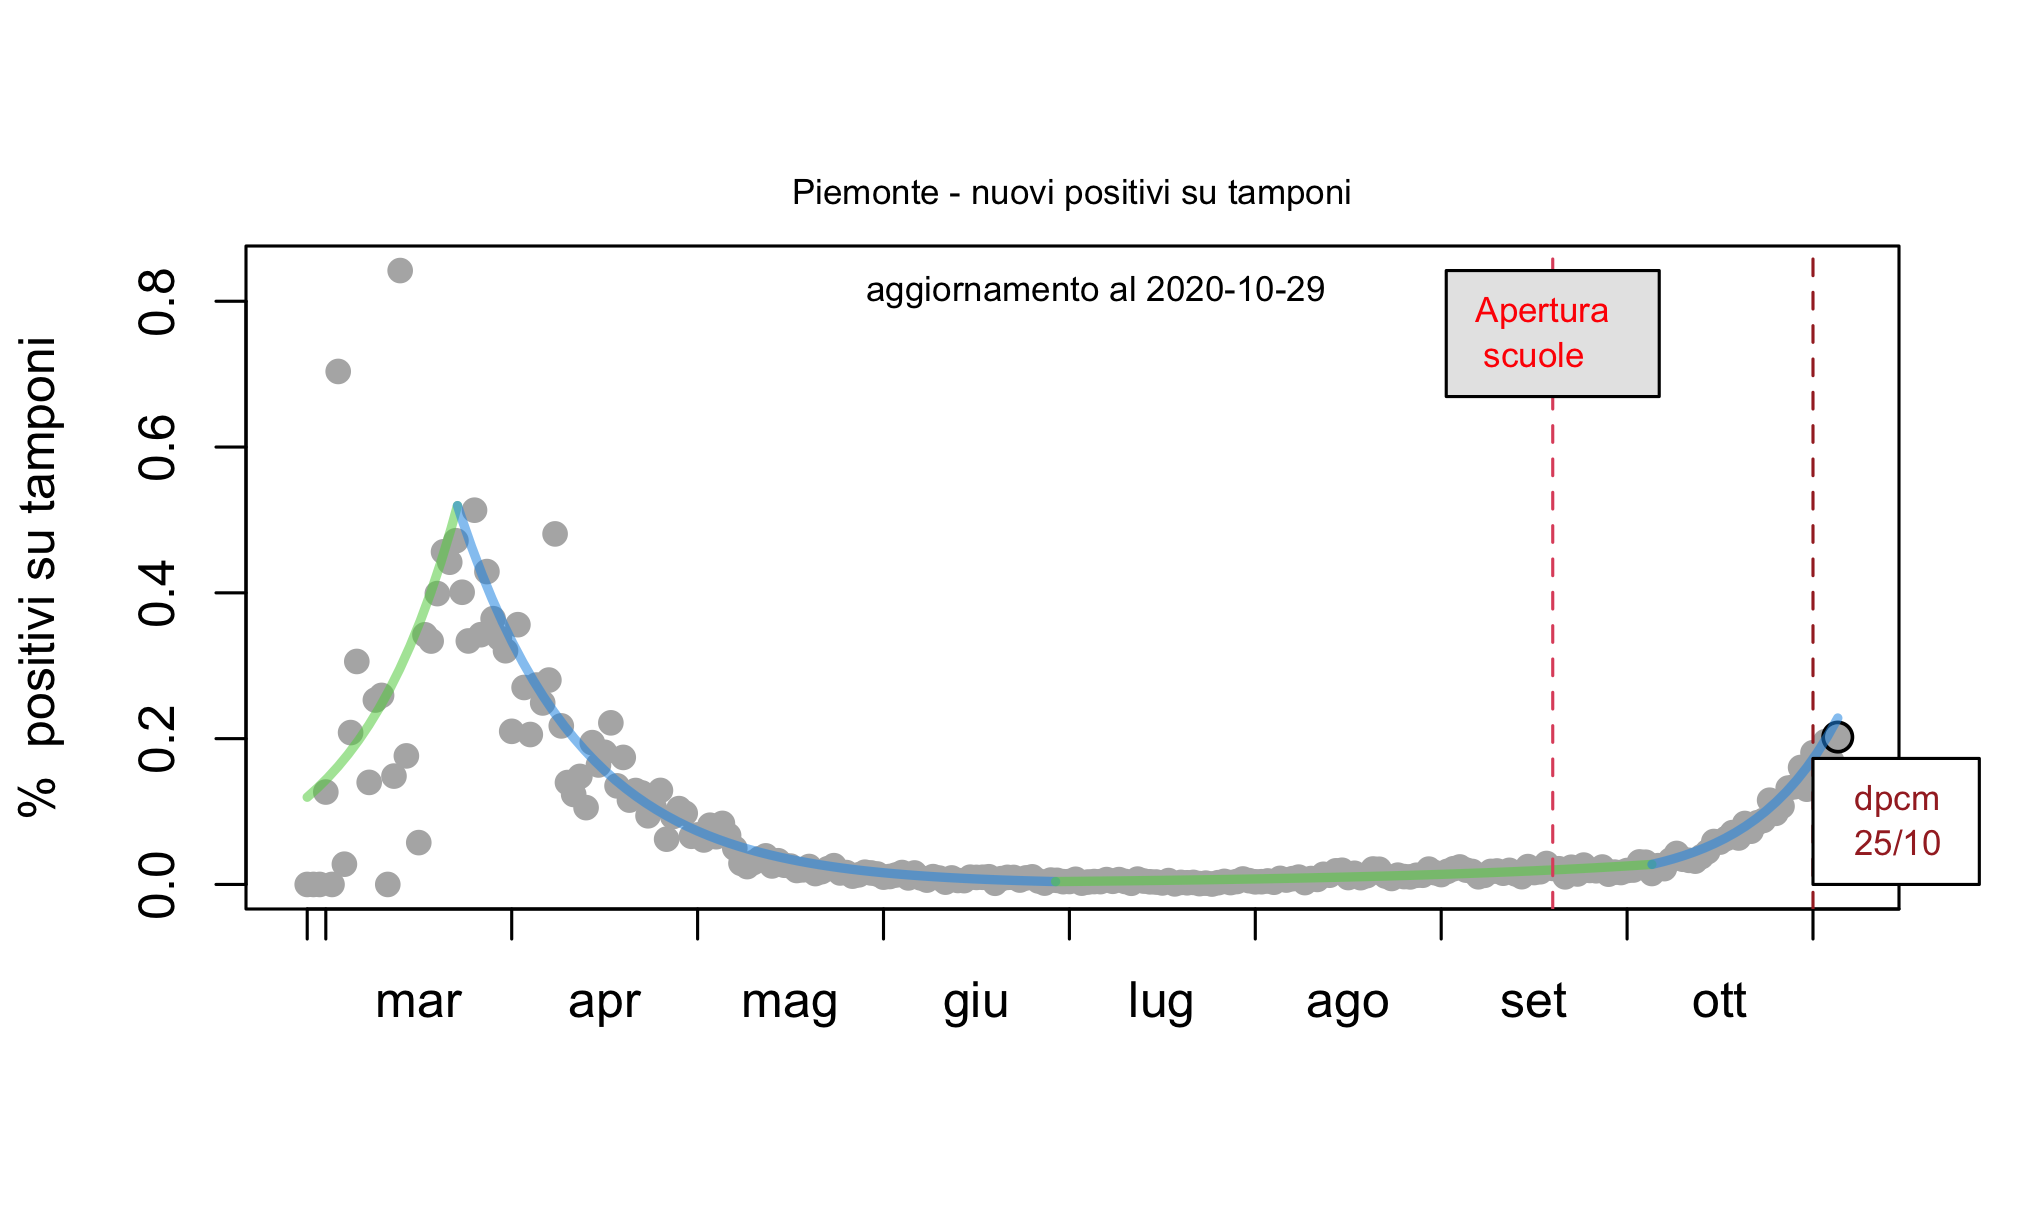 Piemonte - nuovi positivi su tamponi
aggiornamento al 2020-10-29
Apertura
scuole
dpcm
25/10
% positivi su tamponi
0.8
0.6
0.4
0.2
0.0
mar apr mag giu lug ago set ott